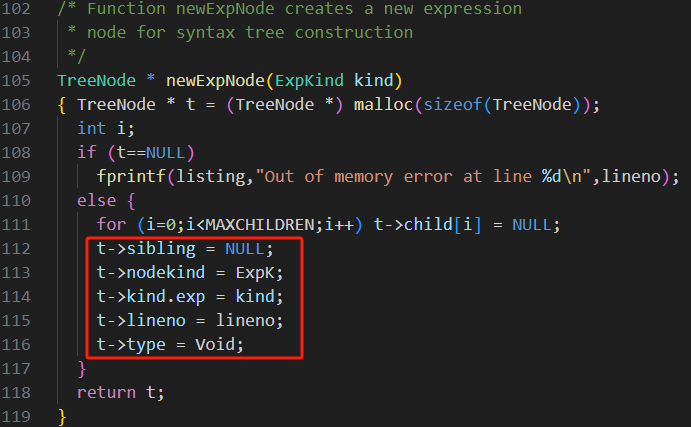 102 /* Function newExpNode creates a new expression
103  * node for syntax tree construction
104  */
105 TreeNode * newExpNode(ExpKind kind)
106 { TreeNode * t = (TreeNode *) malloc(sizeof(TreeNode));
107   int i;
108   if (t==NULL)
109     fprintf(listing,"Out of memory error at line %d\n",lineno);
110   else {
111     for (i=0;i<MAXCHILDREN;i++) t->child[i] = NULL;
112     t->sibling = NULL;
113     t->nodekind = ExpK;
114     t->kind.exp = kind;
115     t->lineno = lineno;
116     t->type = Void;
117   }
118   return t;
119 }